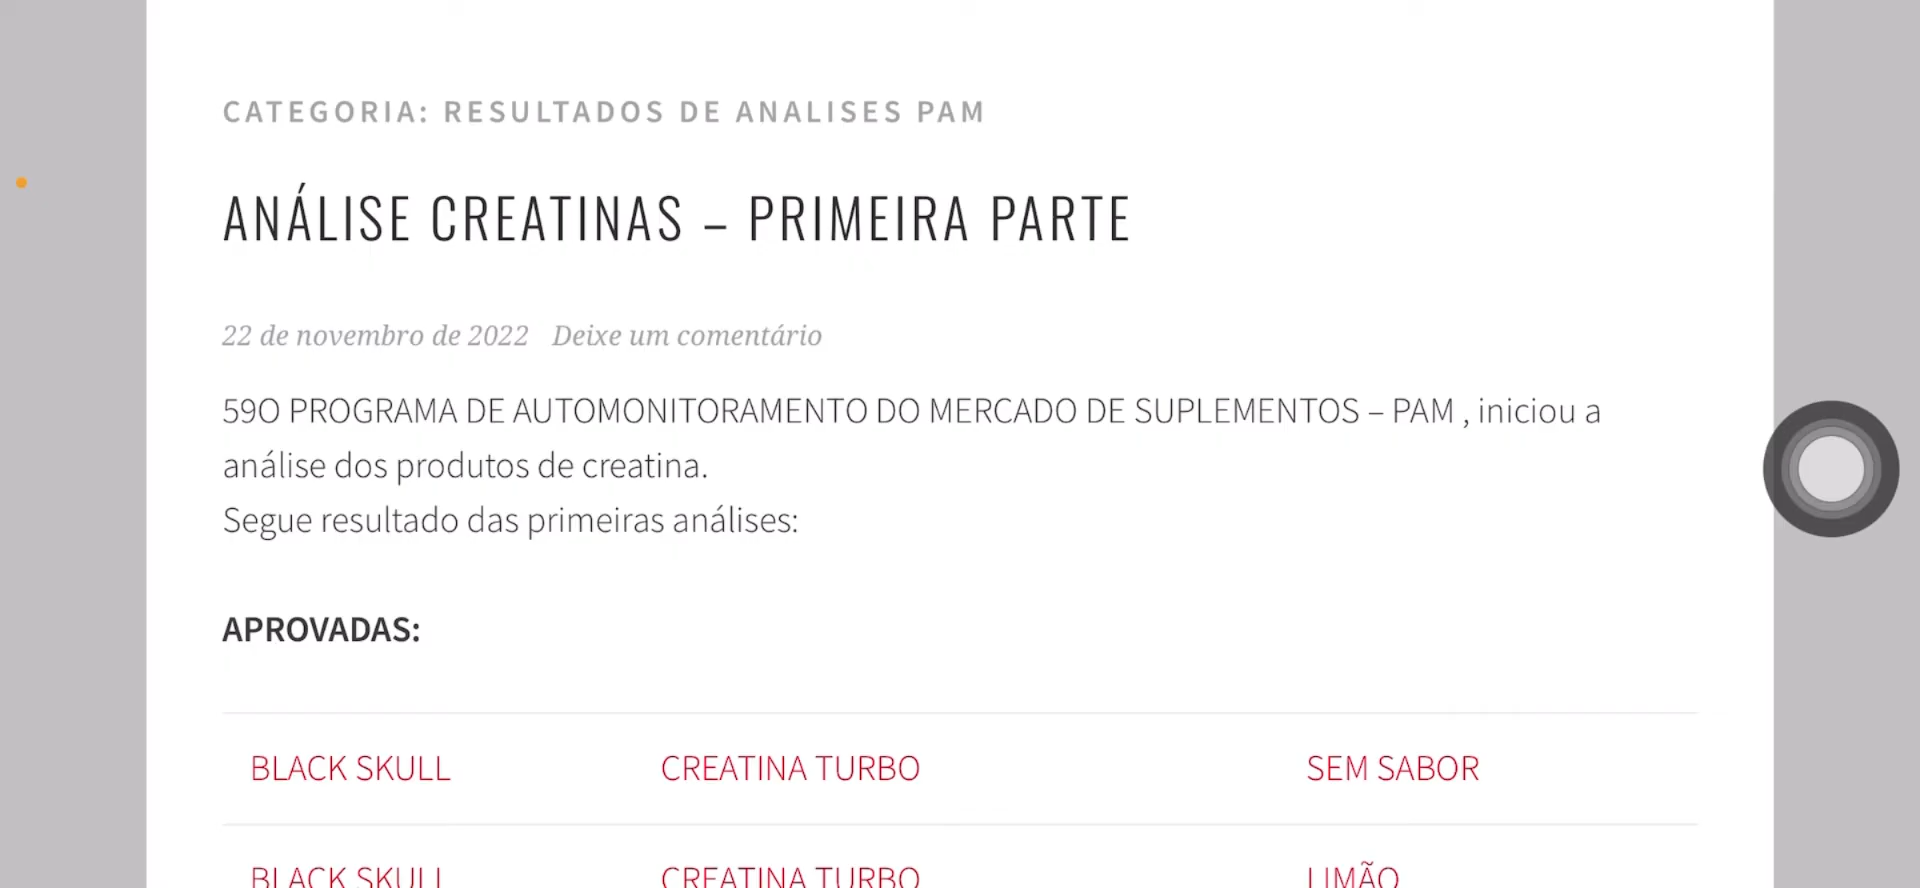 CATEGORIA: RESULTADOS DE ANALISES PAM
ANÁLISE CREATINAS – PRIMEIRA PARTE
22 de novembro de 2022 Deixe um comentário
59O PROGRAMA DE AUTOMONITORAMENTO DO MERCADO DE SUPLEMENTOS – PAM , iniciou a
análise dos produtos de creatina.
Segue resultado das primeiras análises:
APROVADAS:
BLACK SKULL CREATINA TURBO SEM SABOR
BLACK SKULL CREATINA TURBO LIMÃO